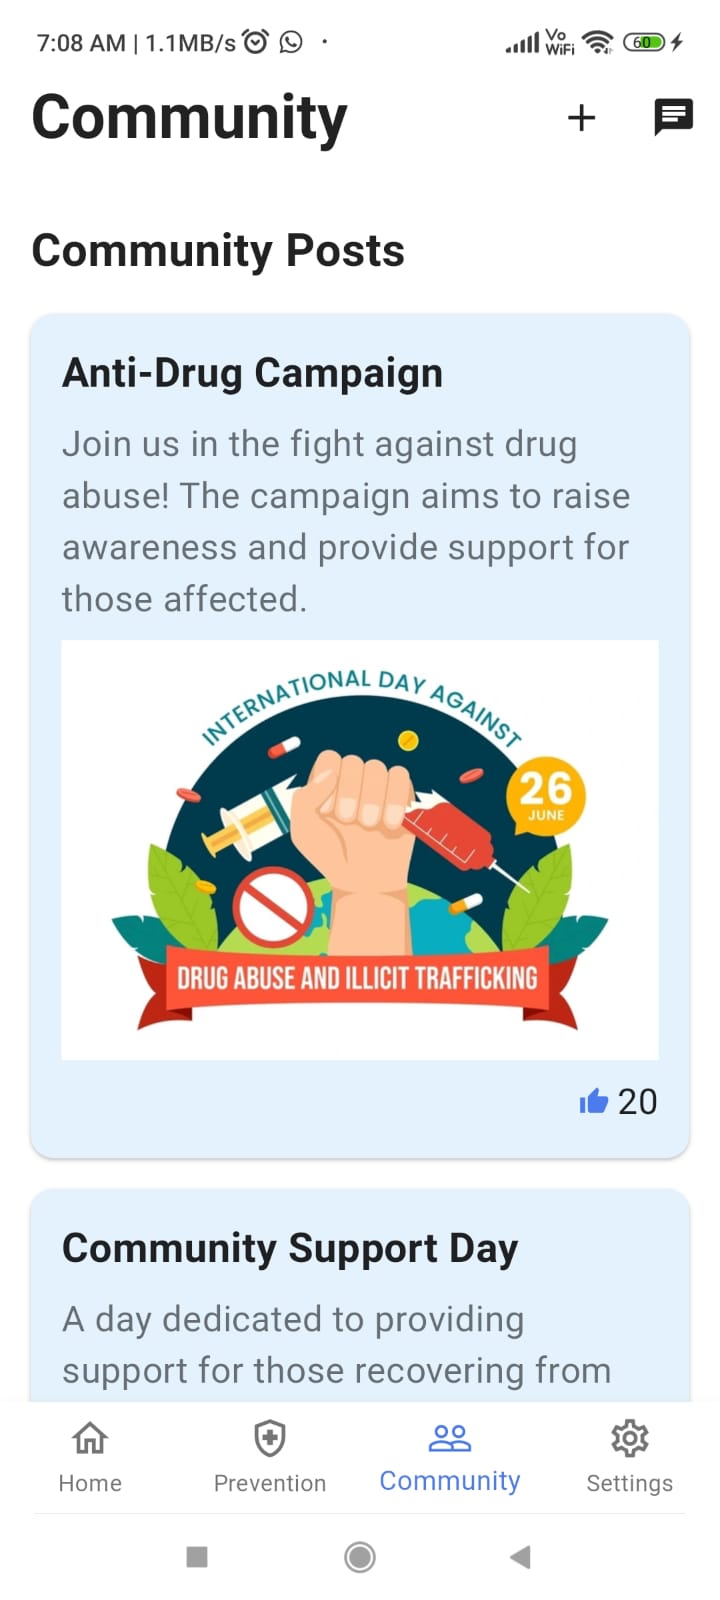 7:08 AM | 1.1MB/s
Vo
WiFi
60
Community
Community Posts
Anti-Drug Campaign
Join us in the fight against drug
abuse! The campaign aims to raise
awareness and provide support for
those affected.
INTERNATIONAL DAY AGAINST
26
JUNE
DRUG ABUSE AND ILLICIT TRAFFICKING
20
Community Support Day
A day dedicated to providing
support for those recovering from
Home
Prevention
Community
Settings